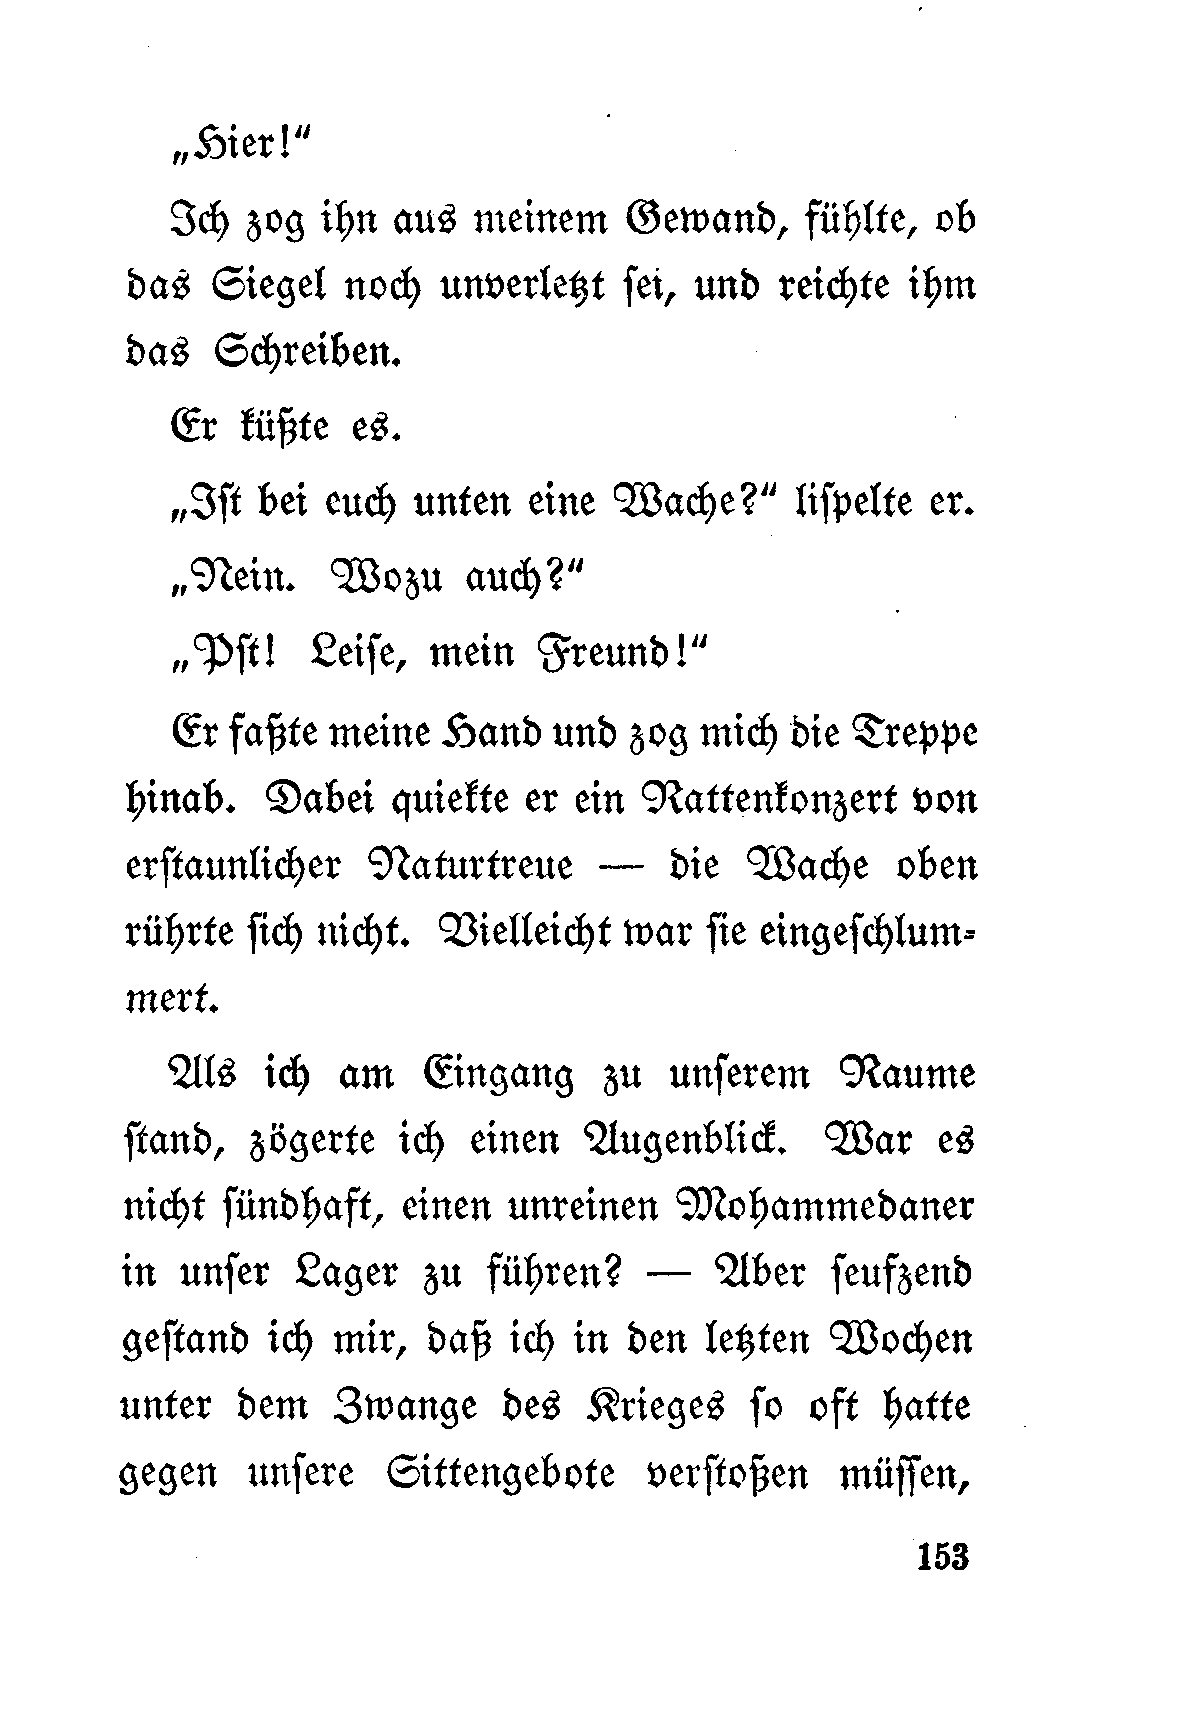 „Hier!“
Ich zog ihn aus meinem Gewand, fühlte, ob
das Siegel noch unverletzt sei, und reichte ihm
das Schreiben.
Er küßte es.
„Ist bei euch unten eine Wache?“ lispelte er.
„Nein. Wozu auch?“
„Pst! Leise, mein Freund!“
Er faßte meine Hand und zog mich die Treppe
hinab. Dabei quiekte er ein Rattenkonzert von
erstaunlicher Naturtreue — die Wache oben
rührte sich nicht. Vielleicht war sie eingeschlum-
mert.
Als ich am Eingang zu unserem Raume
stand, zögerte ich einen Augenblick. War es
nicht sündhaft, einen unreinen Mohammedaner
in unser Lager zu führen? — Aber seufzend
gestand ich mir, daß ich in den letzten Wochen
unter dem Zwange des Krieges so oft hatte
gegen unsere Sittengebote verstoßen müssen,
153